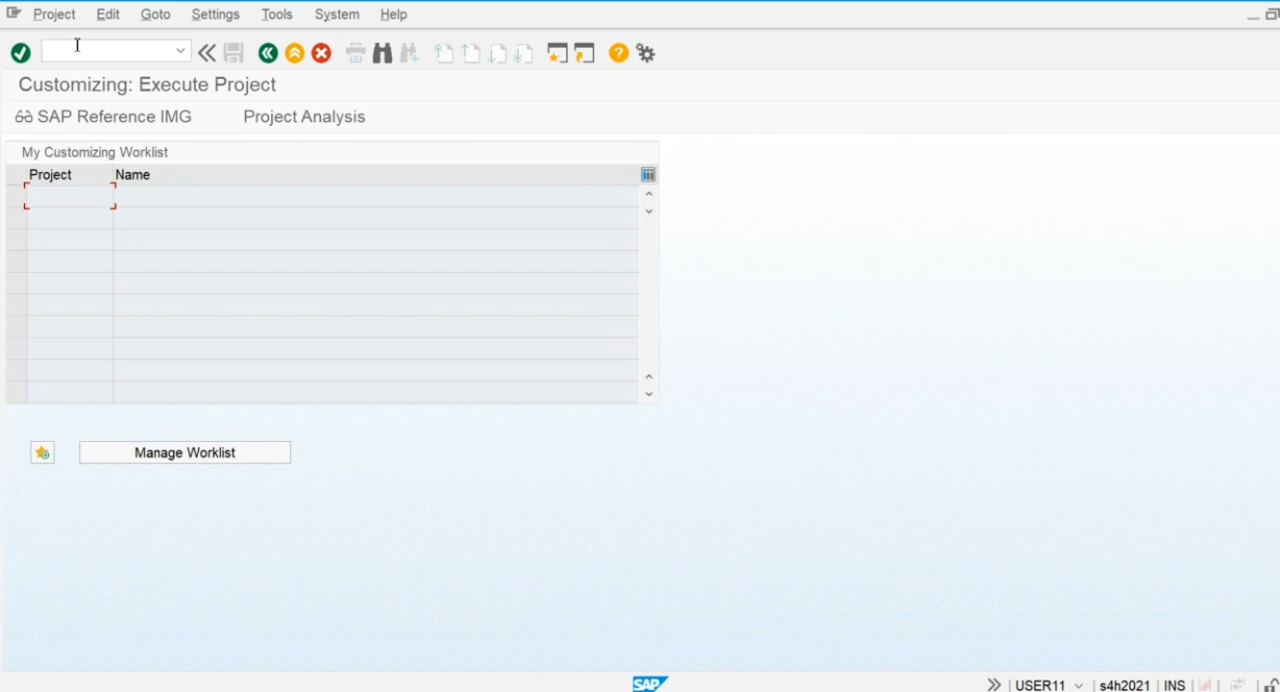 Project Edit Goto Settings Tools System Help
Customizing: Execute Project
SAP Reference IMG Project Analysis
My Customizing Worklist
Project Name
Manage Worklist
SAP USER11 s4h2021 INS